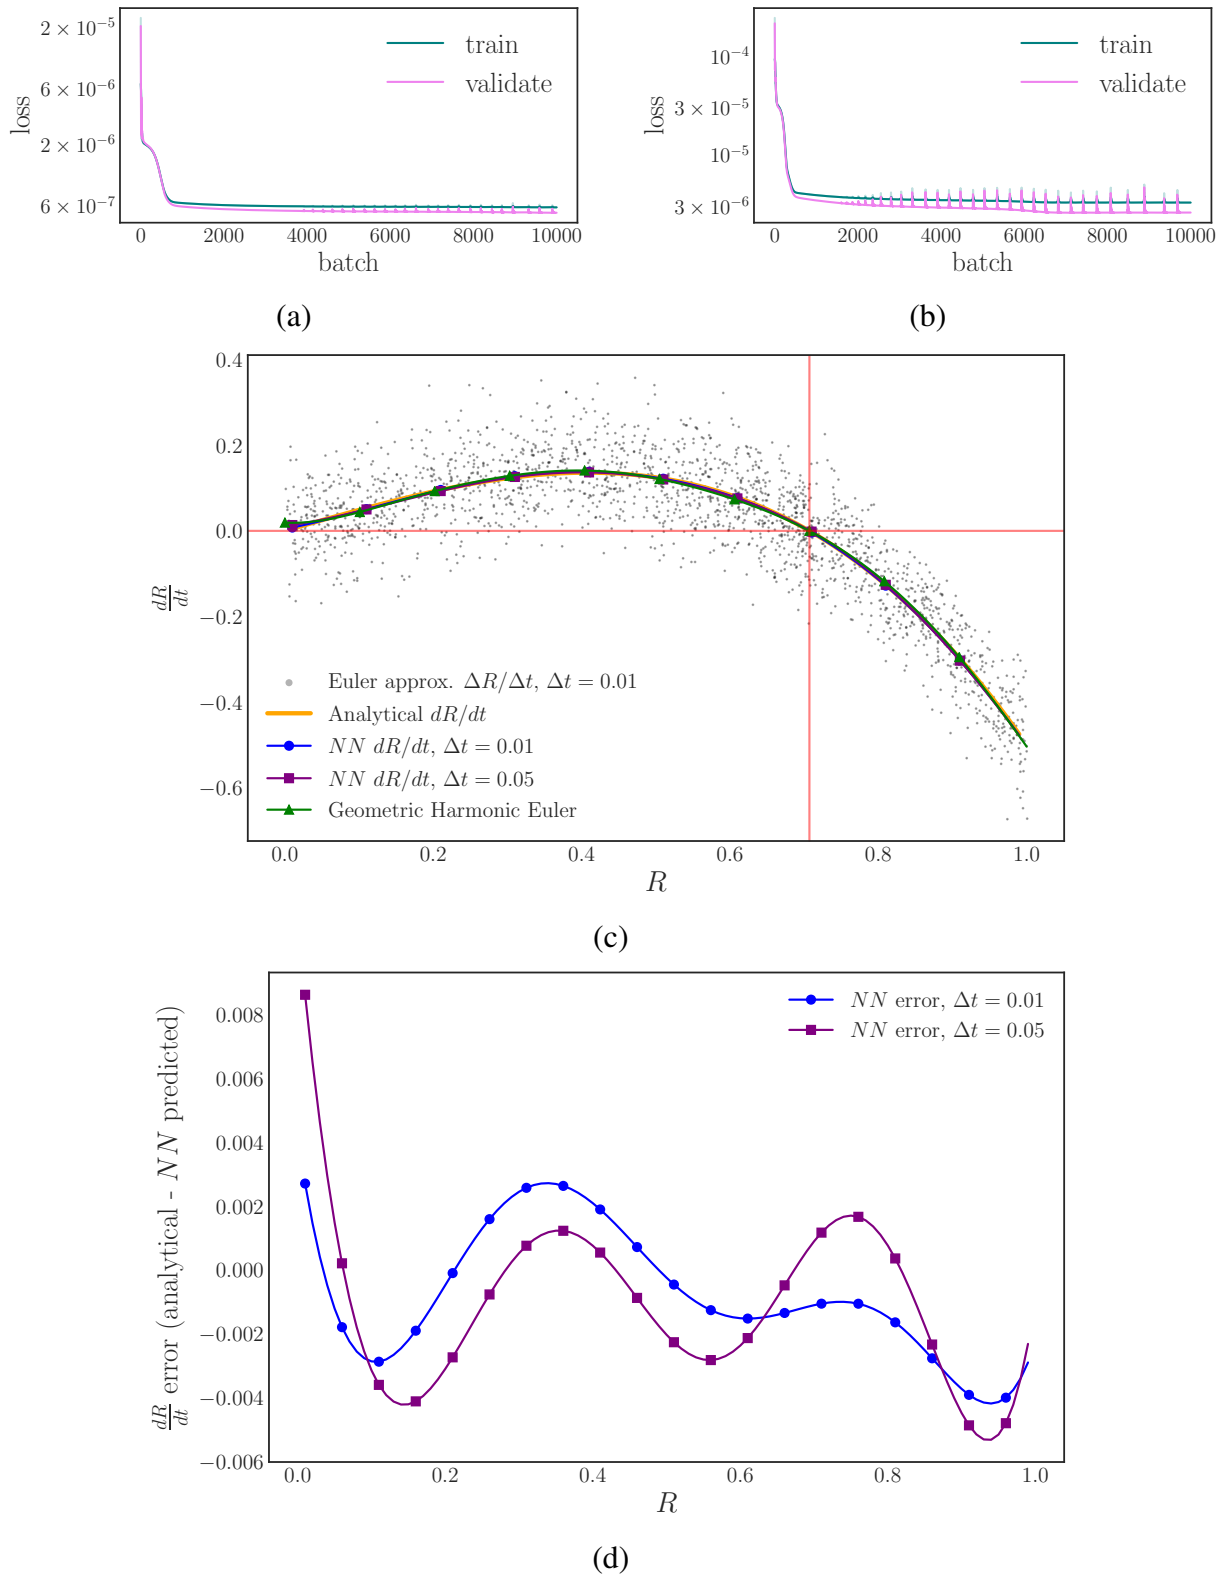 2 × 10⁻⁵
6 × 10⁻⁶
2 × 10⁻⁶
6 × 10⁻⁷
loss
train
validate
0 2000 4000 6000 8000 10000
batch
(a)
10⁻⁴
3 × 10⁻⁵
10⁻⁵
3 × 10⁻⁶
loss
train
validate
0 2000 4000 6000 8000 10000
batch
(b)
0.4
0.2
0.0
−0.2
−0.4
−0.6
dR/dt
Euler approx. ΔR/Δt, Δt = 0.01
Analytical dR/dt
NN dR/dt, Δt = 0.01
NN dR/dt, Δt = 0.05
Geometric Harmonic Euler
0.0 0.2 0.4 0.6 0.8 1.0
R
(c)
0.008
0.006
0.004
0.002
0.000
−0.002
−0.004
−0.006
dR/dt error (analytical - NN predicted)
NN error, Δt = 0.01
NN error, Δt = 0.05
0.0 0.2 0.4 0.6 0.8 1.0
R
(d)